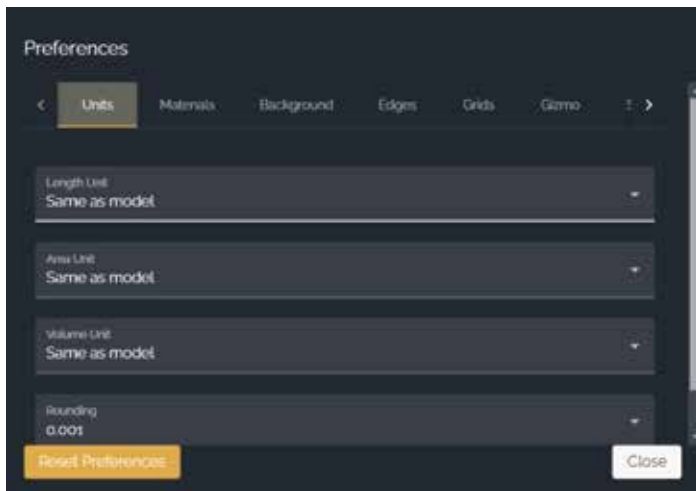 Preferences
Units Materials Background Edges Grids Gizmo
Length Unit
Same as model
Area Unit
Same as model
Volume Unit
Same as model
Rounding
0.001
Reset Preferences Close